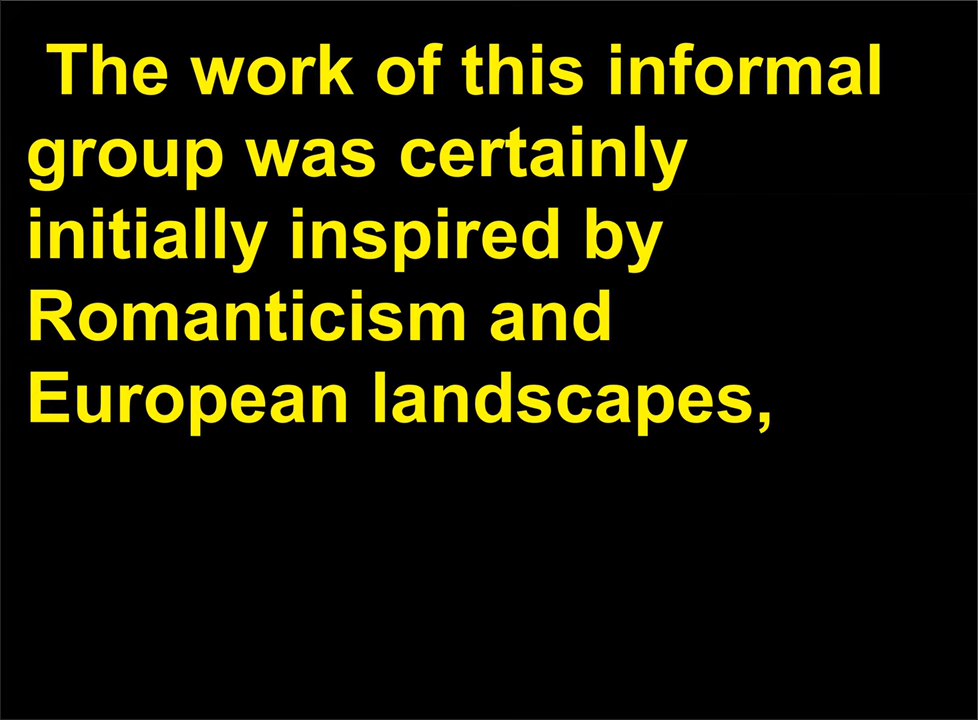 The work of this informal
group was certainly
initially inspired by
Romanticism and
European landscapes,